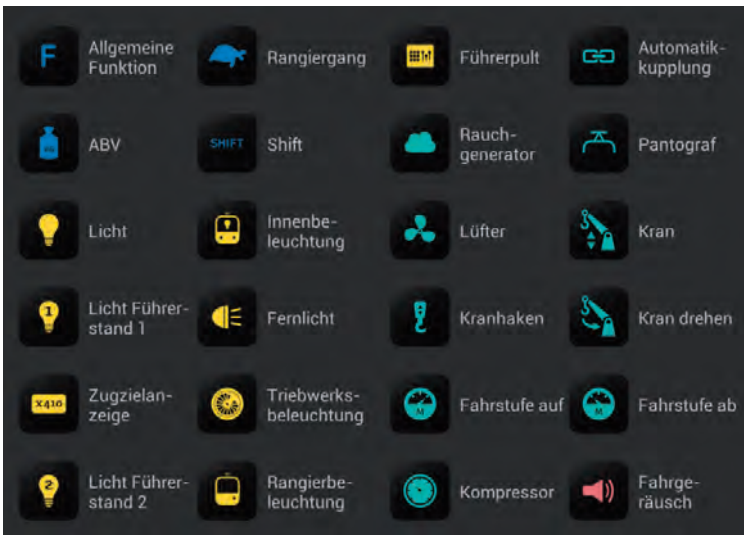 F
Allgemeine
Funktion
Rangiergang
Führerpult
Automatik-
kupplung
ABV
SHIFT
Shift
Rauch-
generator
Pantograf
Licht
Innenbe-
leuchtung
Lüfter
Kran
1
Licht Führer-
stand 1
Fernlicht
Kranhaken
Kran drehen
X416
Zugzielan-
zeige
Triebwerks-
beleuchtung
M
Fahrstufe auf
M
Fahrstufe ab
2
Licht Führer-
stand 2
Rangierbe-
leuchtung
Kompressor
Fahrge-
räusch